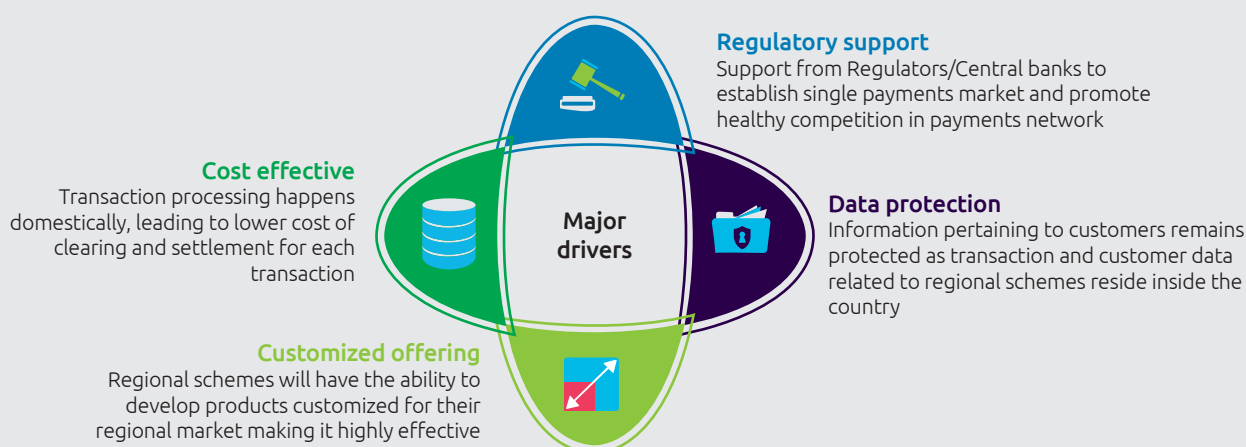 Regulatory support
Support from Regulators/Central banks to
establish single payments market and promote
healthy competition in payments network
Cost effective
Transaction processing happens
domestically, leading to lower cost of
clearing and settlement for each
transaction
Major
drivers
Data protection
Information pertaining to customers remains
protected as transaction and customer data
related to regional schemes reside inside the
country
Customized offering
Regional schemes will have the ability to
develop products customized for their
regional market making it highly effective